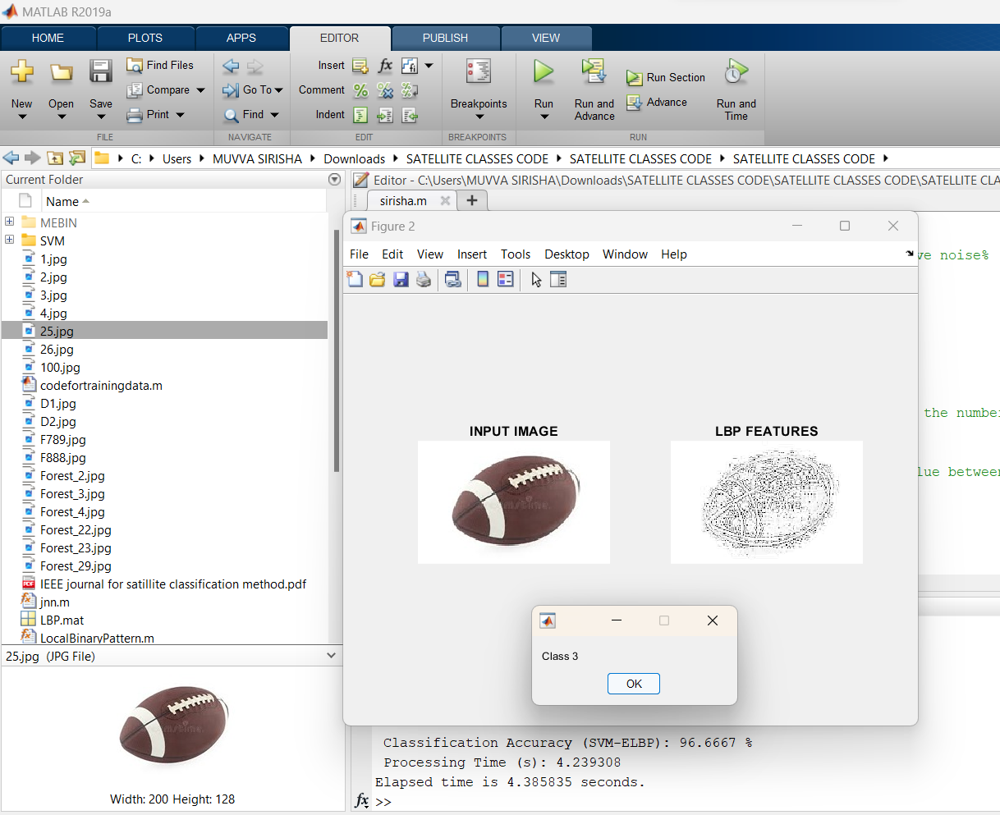 MATLAB R2019a
HOME PLOTS APPS EDITOR PUBLISH VIEW
New Open Save Find Files Compare Print
FILE
Go To Find
NAVIGATE
Insert fx
Comment
Indent
EDIT
Breakpoints
BREAKPOINTS
Run Run and Advance Run Section Advance Run and Time
RUN
C: Users MUVVA SIRISHA Downloads SATELLITE CLASSES CODE SATELLITE CLASSES CODE SATELLITE CLASSES CODE
Current Folder
Name
MEBIN
SVM
1.jpg
2.jpg
3.jpg
4.jpg
25.jpg
26.jpg
100.jpg
codefortrainingdata.m
D1.jpg
D2.jpg
F789.jpg
F888.jpg
Forest_2.jpg
Forest_3.jpg
Forest_4.jpg
Forest_22.jpg
Forest_23.jpg
Forest_29.jpg
IEEE journal for satillite classification method.pdf
jnn.m
LBP.mat
LocalBinaryPattern.m
25.jpg (JPG File)
Width: 200 Height: 128
Editor - C:\Users\MUVVA SIRISHA\Downloads\SATELLITE CLASSES CODE\SATELLITE CLASSES CODE\SATELLITE CLA
sirisha.m
ve noise%
the number
lue between
Figure 2
File Edit View Insert Tools Desktop Window Help
INPUT IMAGE LBP FEATURES
Class 3
OK
Classification Accuracy (SVM-ELBP): 96.6667 %
Processing Time (s): 4.239308
Elapsed time is 4.385835 seconds.
fx >>